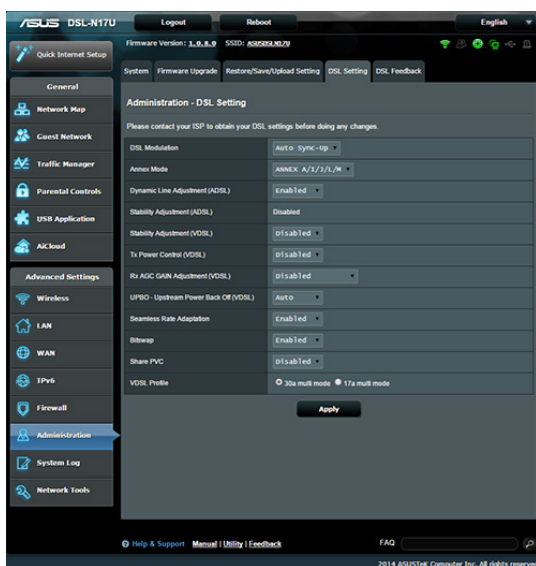 ASUS DSL-N17U Logout Reboot English
Firmware Version: 1.0.8.0 SSID: ASUSDSLN17U
Quick Internet Setup
System Firmware Upgrade Restore/Save/Upload Setting DSL Setting DSL Feedback
General
Network Map
Guest Network
Traffic Manager
Parental Controls
USB Application
AiCloud
Advanced Settings
Wireless
LAN
WAN
IPv6
Firewall
Administration
System Log
Network Tools
Administration - DSL Setting
Please contact your ISP to obtain your DSL settings before doing any changes.
DSL Modulation Auto Sync-Up
Annex Mode ANNEX A/I/J/L/M
Dynamic Line Adjustment (ADSL) Enabled
Stability Adjustment (ADSL) Disabled
Stability Adjustment (VDSL) Disabled
Tx Power Control (VDSL) Disabled
Rx AGC GAIN Adjustment (VDSL) Disabled
UPBO - Upstream Power Back Off (VDSL) Auto
Seamless Rate Adaptation Enabled
Bitswap Enabled
Share PVC Disabled
VDSL Profile 30a multi mode 17a multi mode
Apply
Help & Support Manual | Utility | Feedback FAQ
2014 ASUSTeK Computer Inc. All rights reserve